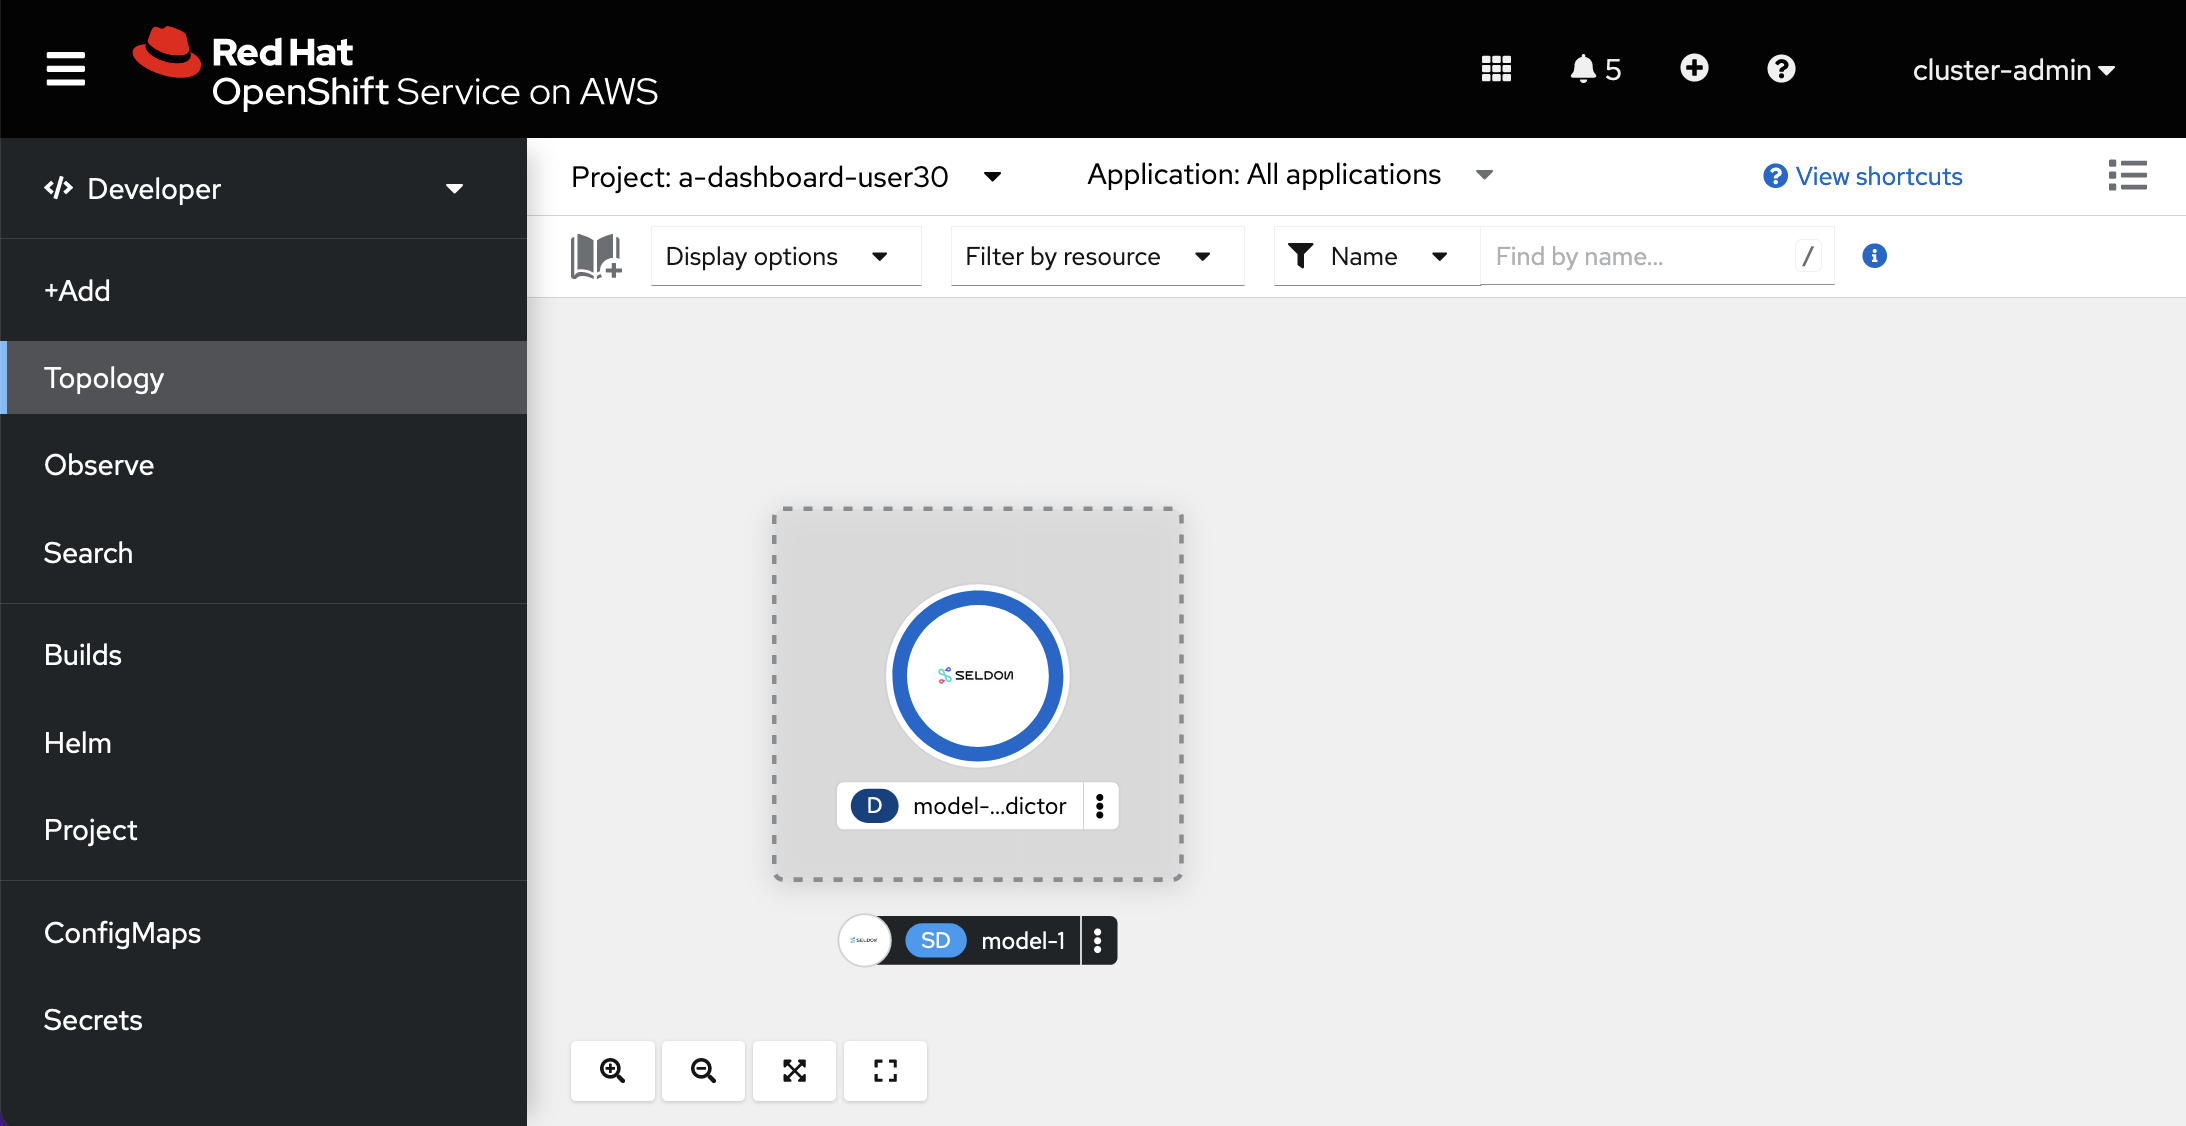 Red Hat
OpenShift Service on AWS
5
cluster-admin
Developer
+Add
Topology
Observe
Search
Builds
Helm
Project
ConfigMaps
Secrets
Project: a-dashboard-user30
Application: All applications
View shortcuts
Display options
Filter by resource
Name
Find by name...
/
SELDON
D model-...dictor
SELDON SD model-1